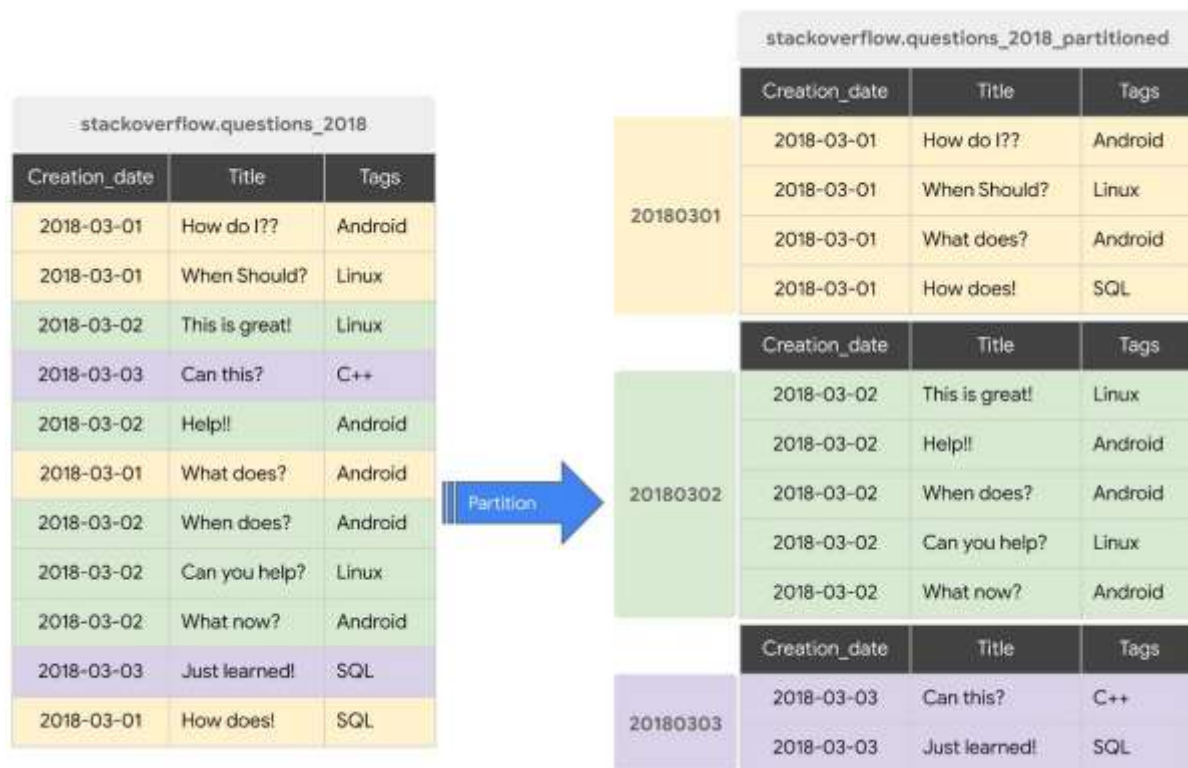 stackoverflow.questions_2018
Creation_date Title Tags
2018-03-01 How do I?? Android
2018-03-01 When Should? Linux
2018-03-02 This is great! Linux
2018-03-03 Can this? C++
2018-03-02 Help!! Android
2018-03-01 What does? Android
2018-03-02 When does? Android
2018-03-02 Can you help? Linux
2018-03-02 What now? Android
2018-03-03 Just learned! SQL
2018-03-01 How does! SQL
Partition
stackoverflow.questions_2018_partitioned
Creation_date Title Tags
20180301
2018-03-01 How do I?? Android
2018-03-01 When Should? Linux
2018-03-01 What does? Android
2018-03-01 How does! SQL
Creation_date Title Tags
20180302
2018-03-02 This is great! Linux
2018-03-02 Help!! Android
2018-03-02 When does? Android
2018-03-02 Can you help? Linux
2018-03-02 What now? Android
Creation_date Title Tags
20180303
2018-03-03 Can this? C++
2018-03-03 Just learned! SQL